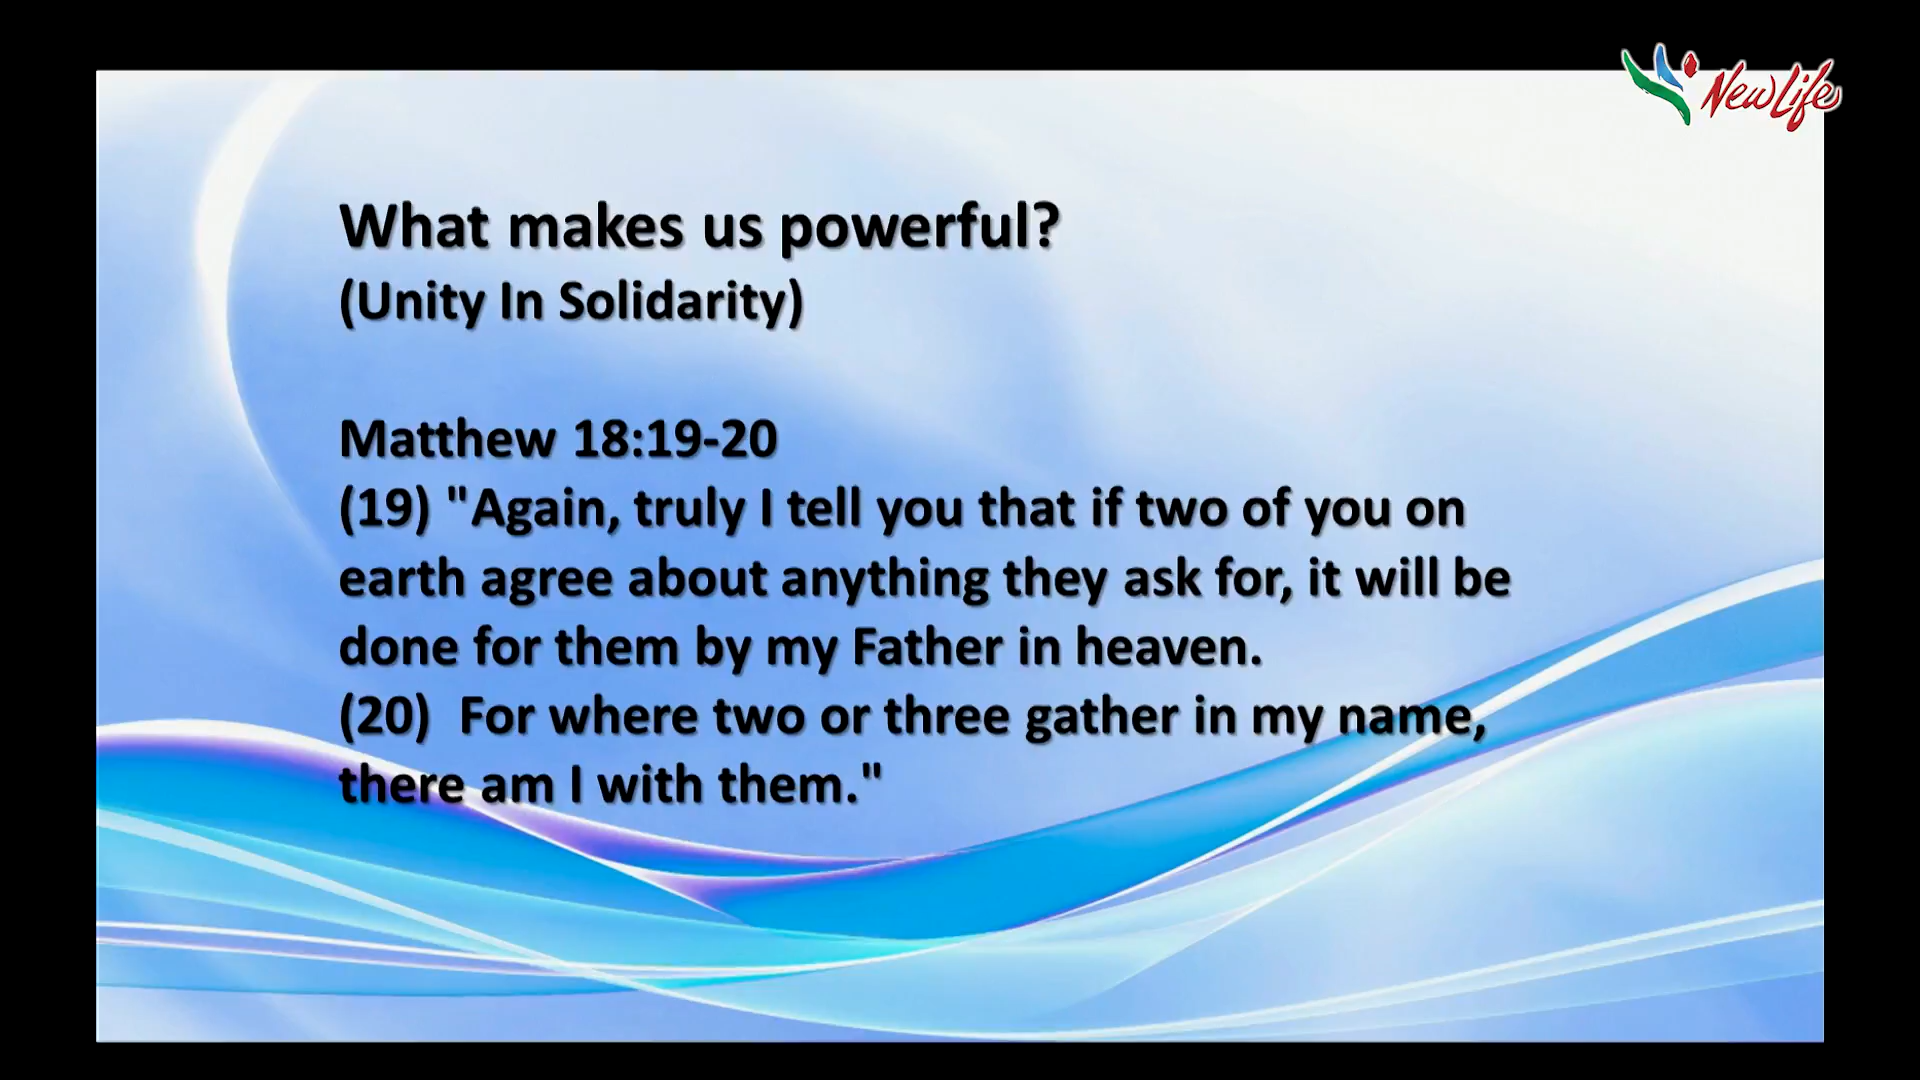 NewLife
What makes us powerful?
(Unity In Solidarity)
Matthew 18:19-20
(19) "Again, truly I tell you that if two of you on
earth agree about anything they ask for, it will be
done for them by my Father in heaven.
(20)  For where two or three gather in my name,
there am I with them."